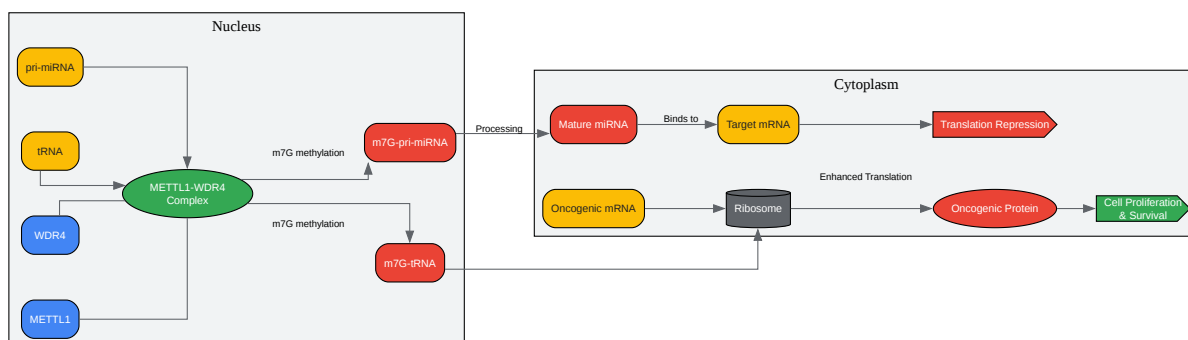 Nucleus
pri-miRNA
tRNA
WDR4
METTL1
METTL1-WDR4
Complex
m7G methylation
m7G methylation
m7G-pri-miRNA
m7G-tRNA
Processing
Cytoplasm
Mature miRNA
Binds to
Target mRNA
Translation Repression
Enhanced Translation
Oncogenic mRNA
Ribosome
Oncogenic Protein
Cell Proliferation
& Survival